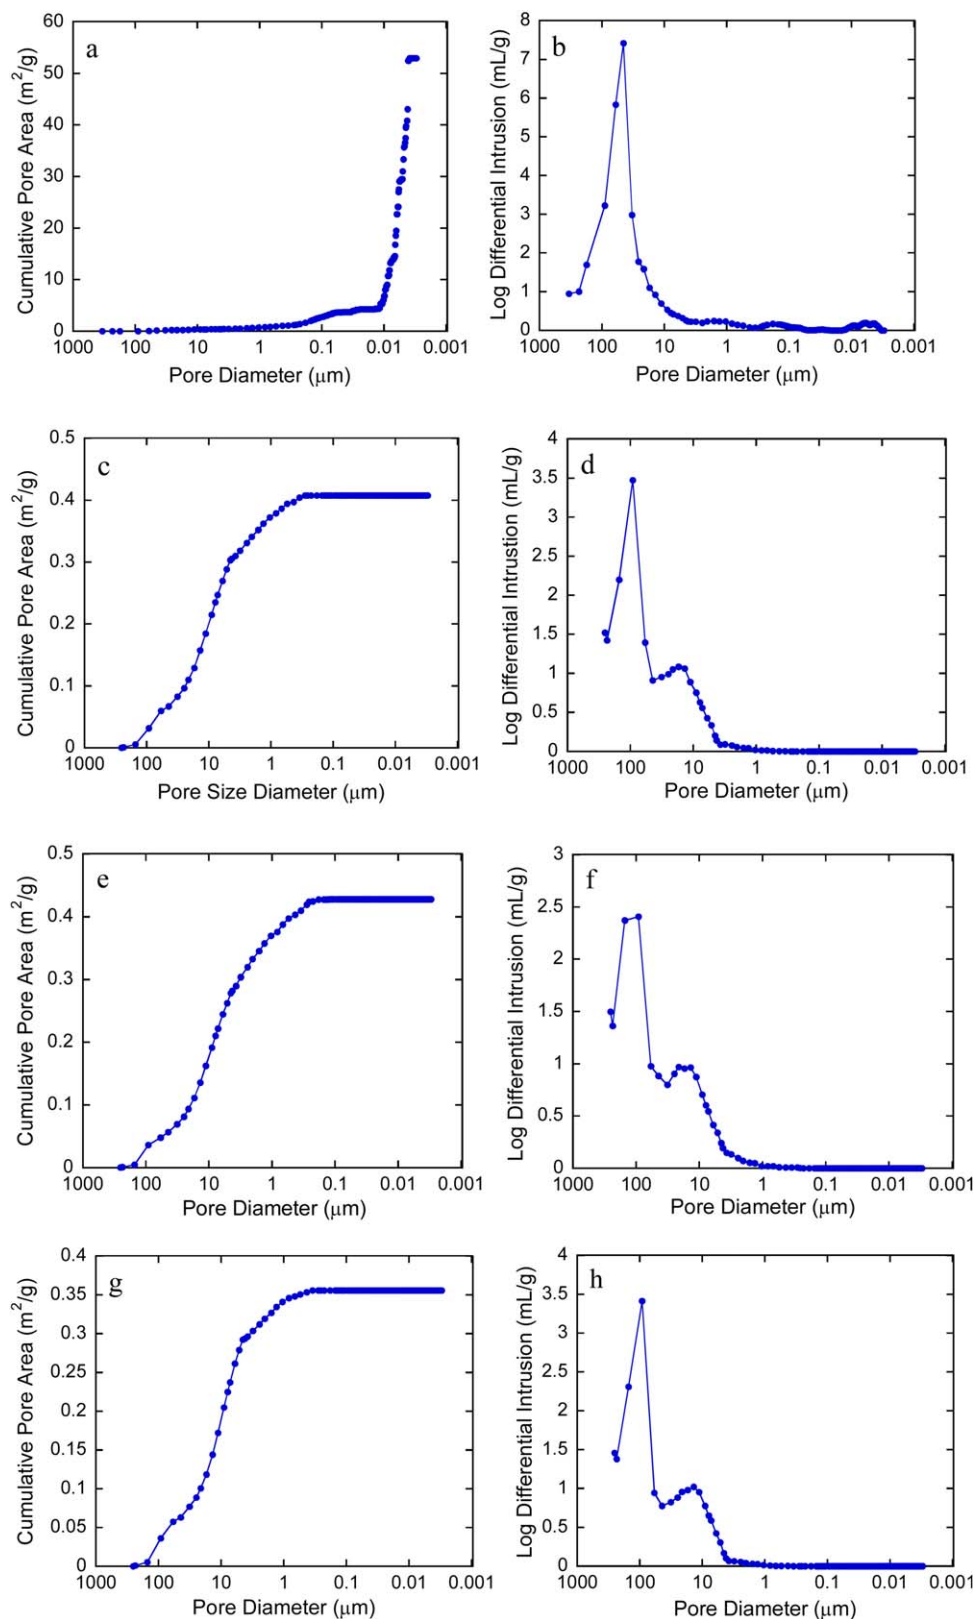 a
Cumulative Pore Area (m²/g)
60
50
40
30
20
10
0
1000 100 10 1 0.1 0.01 0.001
Pore Diameter (μm)
b
Log Differential Intrusion (mL/g)
8
7
6
5
4
3
2
1
0
1000 100 10 1 0.1 0.01 0.001
Pore Diameter (μm)
c
Cumulative Pore Area (m²/g)
0.5
0.4
0.3
0.2
0.1
0
1000 100 10 1 0.1 0.01 0.001
Pore Size Diameter (μm)
d
Log Differential Intrustion (mL/g)
4
3.5
3
2.5
2
1.5
1
0.5
0
1000 100 10 1 0.1 0.01 0.001
Pore Diameter (μm)
e
Cumulative Pore Area (m²/g)
0.5
0.4
0.3
0.2
0.1
0
1000 100 10 1 0.1 0.01 0.001
Pore Diameter (μm)
f
Log Differential Intrusion (mL/g)
3
2.5
2
1.5
1
0.5
0
1000 100 10 1 0.1 0.01 0.001
Pore Diameter (μm)
g
Cumulative Pore Area (m²/g)
0.4
0.35
0.3
0.25
0.2
0.15
0.1
0.05
0
1000 100 10 1 0.1 0.01 0.001
Pore Diameter (μm)
h
Log Differential Intrusion (mL/g)
4
3.5
3
2.5
2
1.5
1
0.5
0
1000 100 10 1 0.1 0.01 0.001
Pore Diameter (μm)